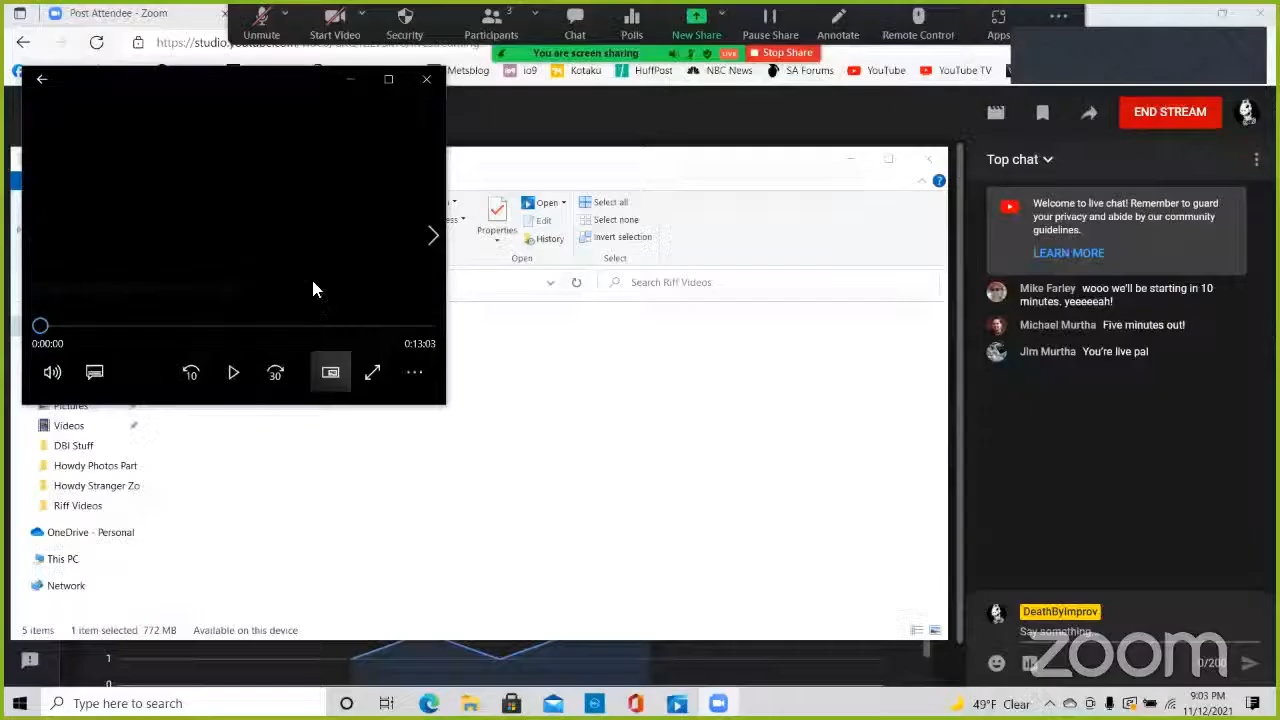 Post Attendee - Zoom
Unmute
Start Video
Security
3
Participants
Chat
Polls
New Share
Pause Share
Annotate
Remote Control
Apps
https://studio.youtube.com
You are screen sharing
LIVE
Stop Share
Metsblog
io9
Kotaku
HuffPost
NBC News
SA Forums
YouTube
YouTube TV
END STREAM
Top chat
Welcome to live chat! Remember to guard
your privacy and abide by our community
guidelines.
LEARN MORE
Mike Farley wooo we'll be starting in 10
minutes. yeeeeeah!
Michael Murtha Five minutes out!
Jim Murtha You're live pal
DeathByImprov
Say something...
0/200
Properties
Open
Edit
History
Open
Select all
Select none
Invert selection
Select
Search Riff Videos
0:00:00
0:13:03
10
30
Pictures
Videos
DBI Stuff
Howdy Photos Part
Howdy Stranger Zo
Riff Videos
OneDrive - Personal
This PC
Network
5 items 1 item selected 772 MB Available on this device
1
0
zoom
Type here to search
49°F Clear
9:03 PM
11/12/2021